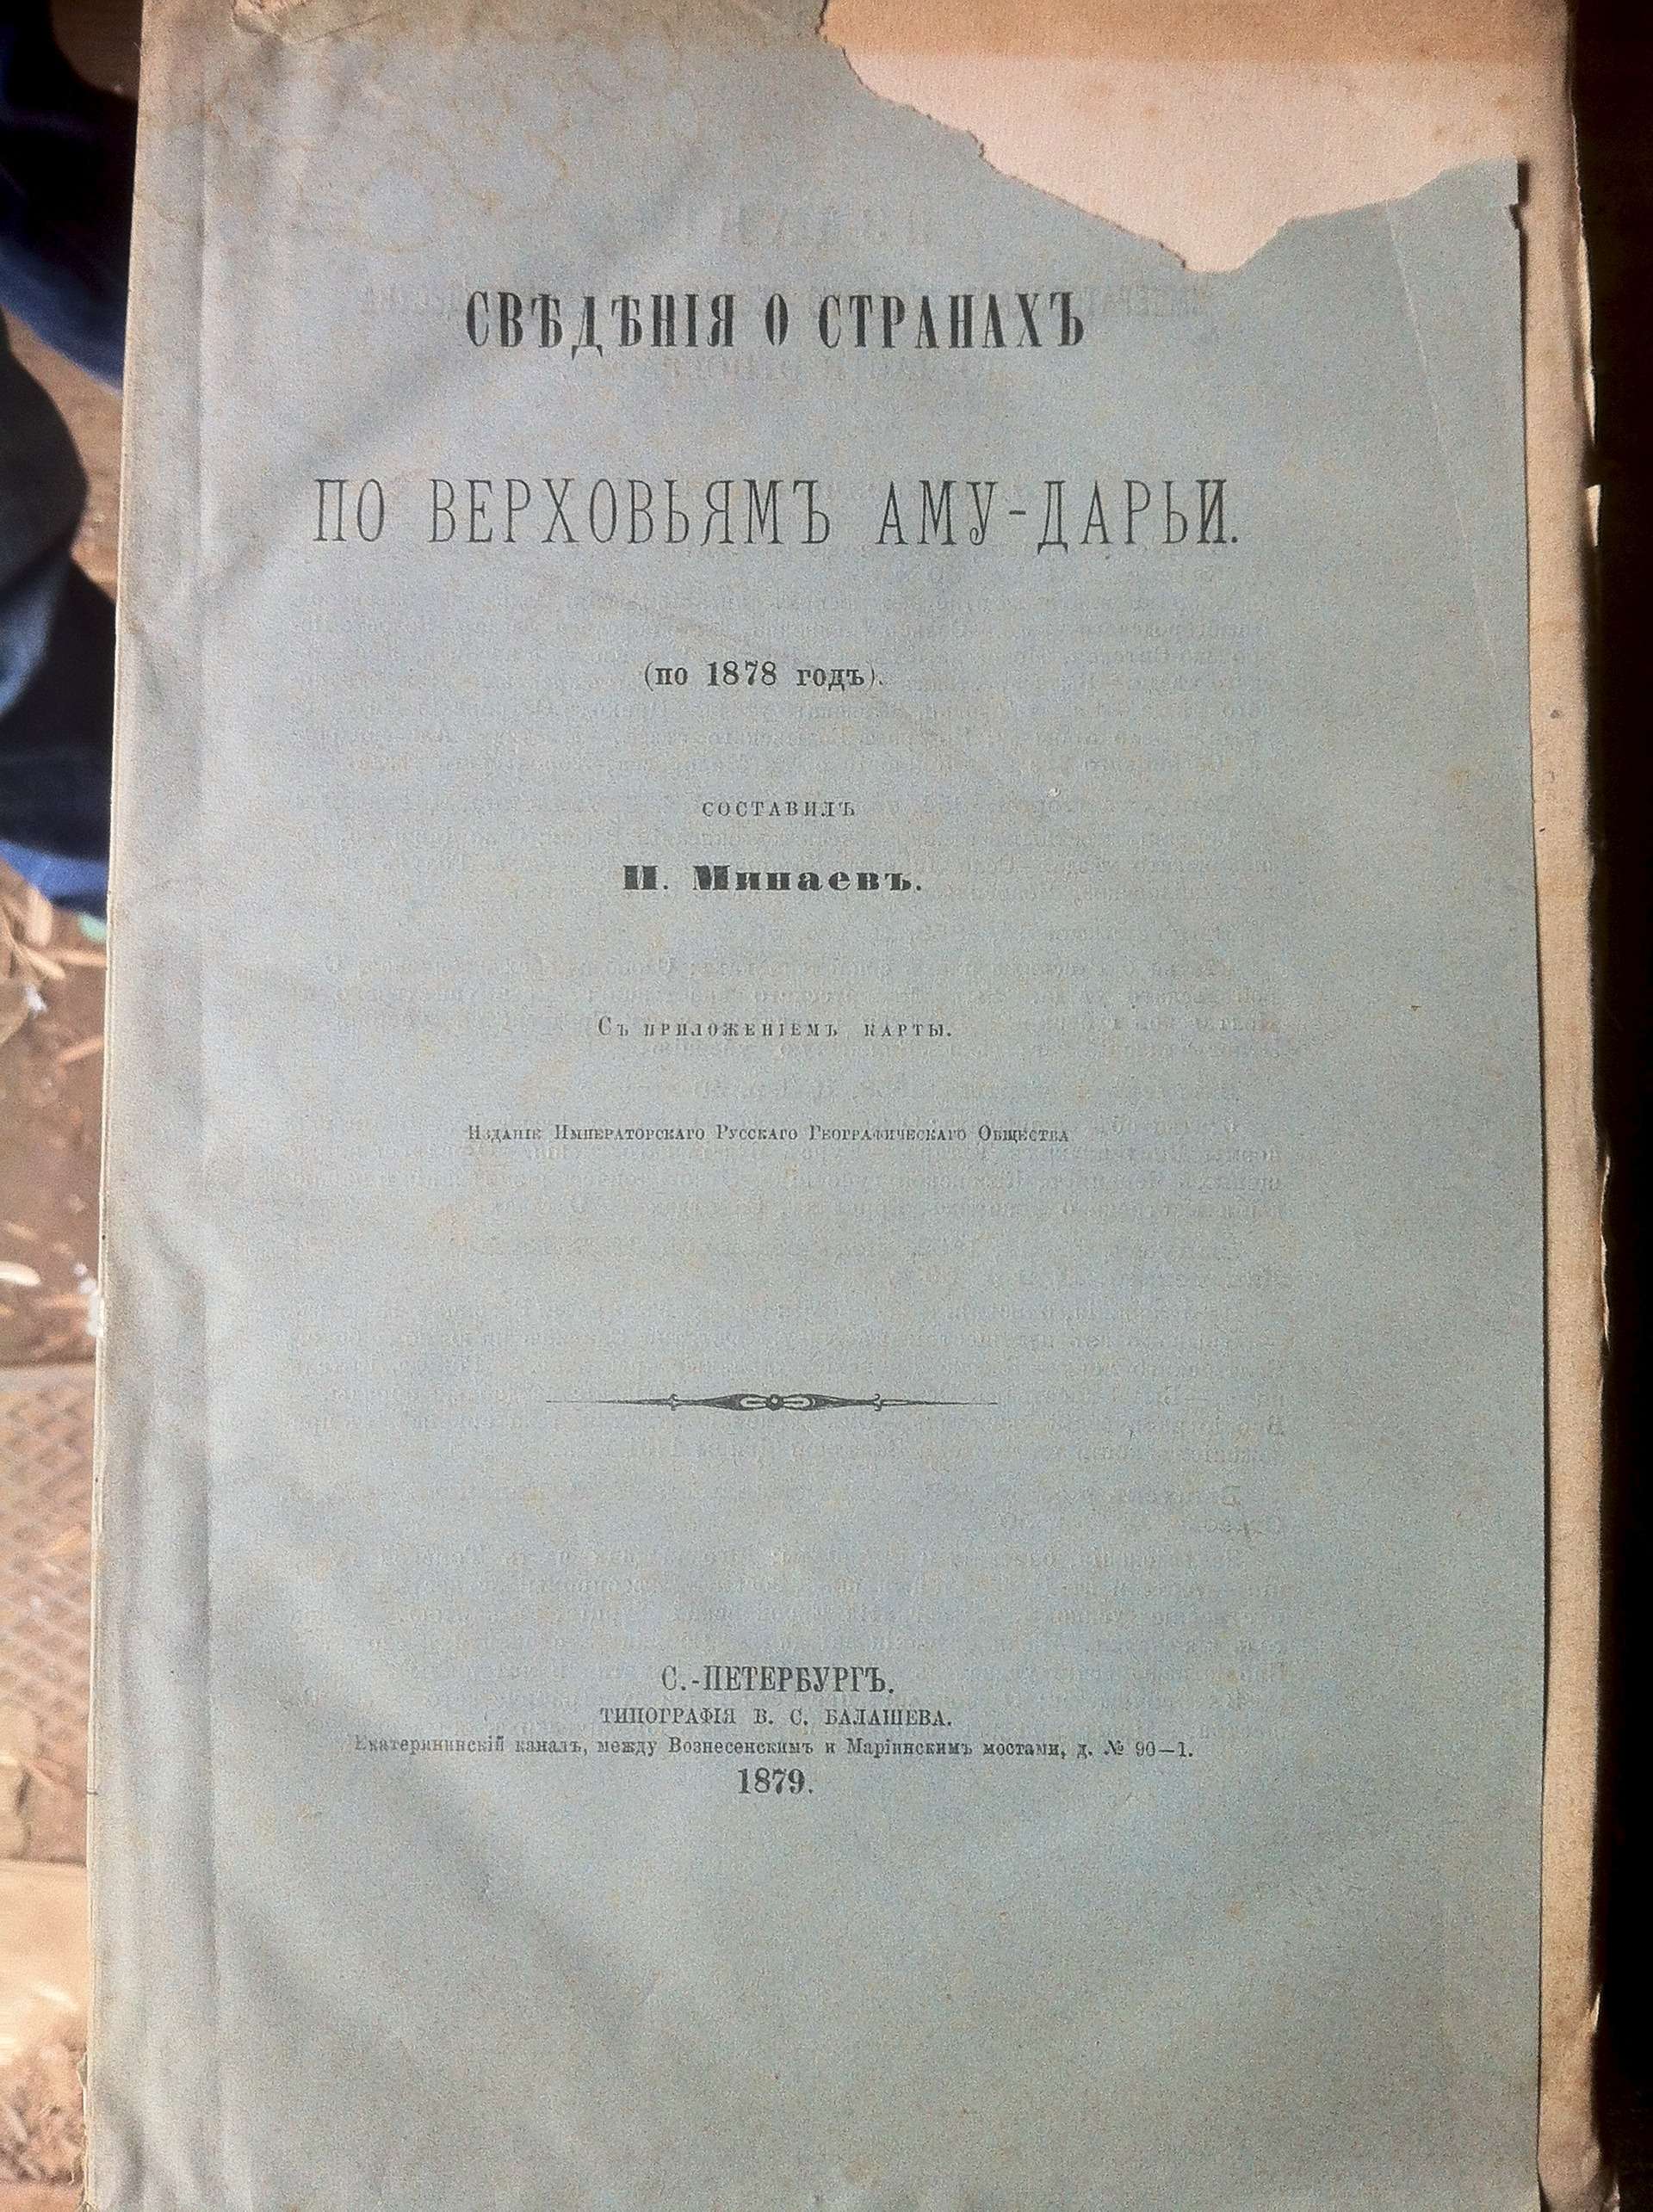 СВѢДѢНІЯ О СТРАНАХЪ
ПО ВЕРХОВЬЯМЪ АМУ-ДАРЬИ.
(по 1878 годъ).
СОСТАВИЛЪ
И. Минаевъ.
Съ приложеніемъ карты.
Изданіе Императорскаго Русскаго Географическаго Общества
С.-ПЕТЕРБУРГЪ.
ТИПОГРАФІЯ В. С. БАЛАШЕВА.
Екатерининскій каналъ, между Вознесенскимъ и Маріинскимъ мостами, д. № 90—1.
1879.